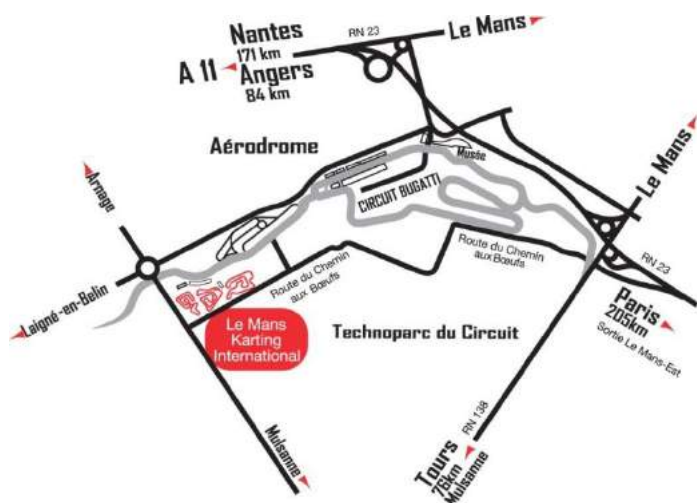 Nantes
171 km
RN 23
Le Mans
A 11
Angers
84 km
Aérodrome
Musée
CIRCUIT BUGATTI
Le Mans
Arnage
Route du Chemin
aux Bœufs
RN 23
Route du Chemin
aux Bœufs
Laigné-en-Belin
Paris
205km
Sortie Le Mans-Est
Le Mans
Karting
International
Technoparc du Circuit
RN 138
Mulsanne
Tours
76km
Mulsanne